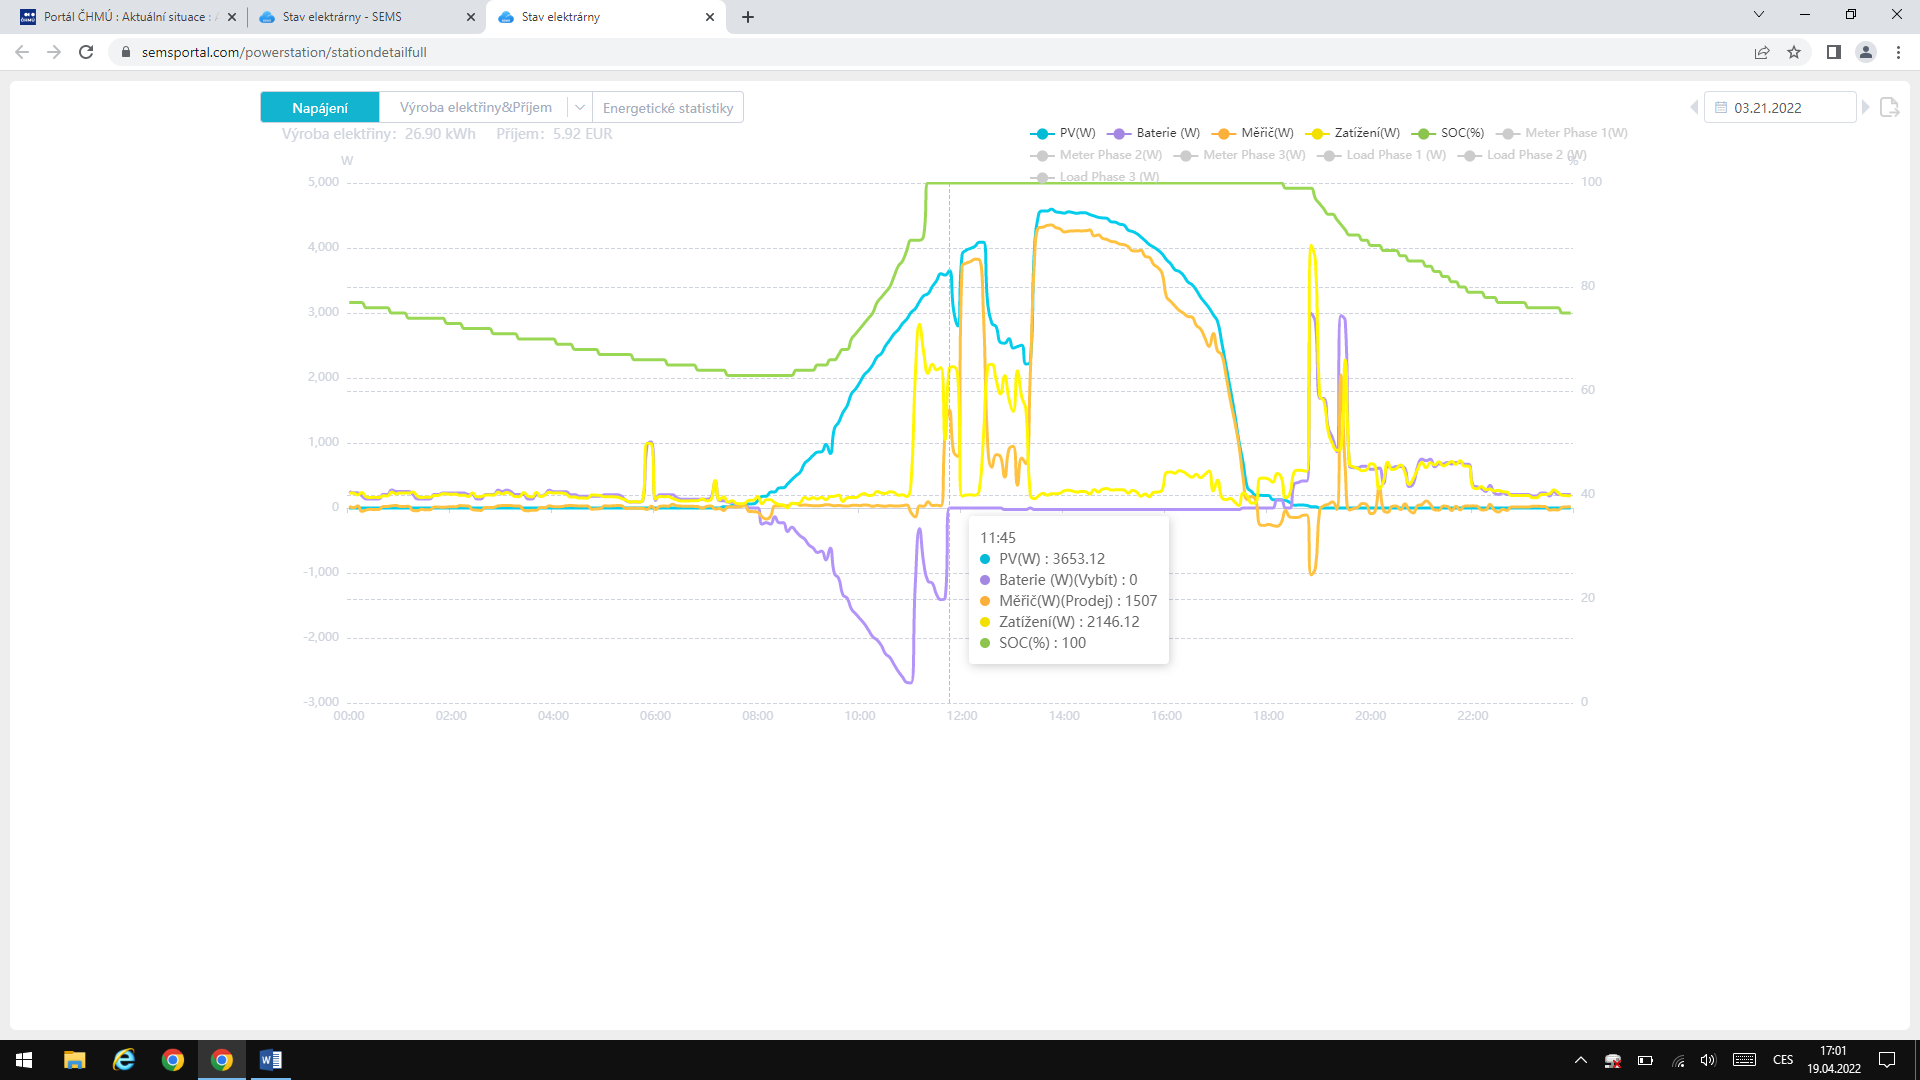 Portál ČHMÚ : Aktuální situace :
Stav elektrárny - SEMS
Stav elektrárny
semsportal.com/powerstation/stationdetailfull
Napájení
Výroba elektřiny&Příjem
Energetické statistiky
03.21.2022
Výroba elektřiny: 26.90 kWh Příjem: 5.92 EUR
PV(W) Baterie (W) Měřič(W) Zatížení(W) SOC(%) Meter Phase 1(W)
Meter Phase 2(W) Meter Phase 3(W) Load Phase 1 (W) Load Phase 2 (W)
Load Phase 3 (W)
W
%
5,000
4,000
3,000
2,000
1,000
0
-1,000
-2,000
-3,000
100
80
60
40
20
0
00:00 02:00 04:00 06:00 08:00 10:00 12:00 14:00 16:00 18:00 20:00 22:00
11:45
PV(W) : 3653.12
Baterie (W)(Vybít) : 0
Měřič(W)(Prodej) : 1507
Zatížení(W) : 2146.12
SOC(%) : 100
CES
17:01
19.04.2022